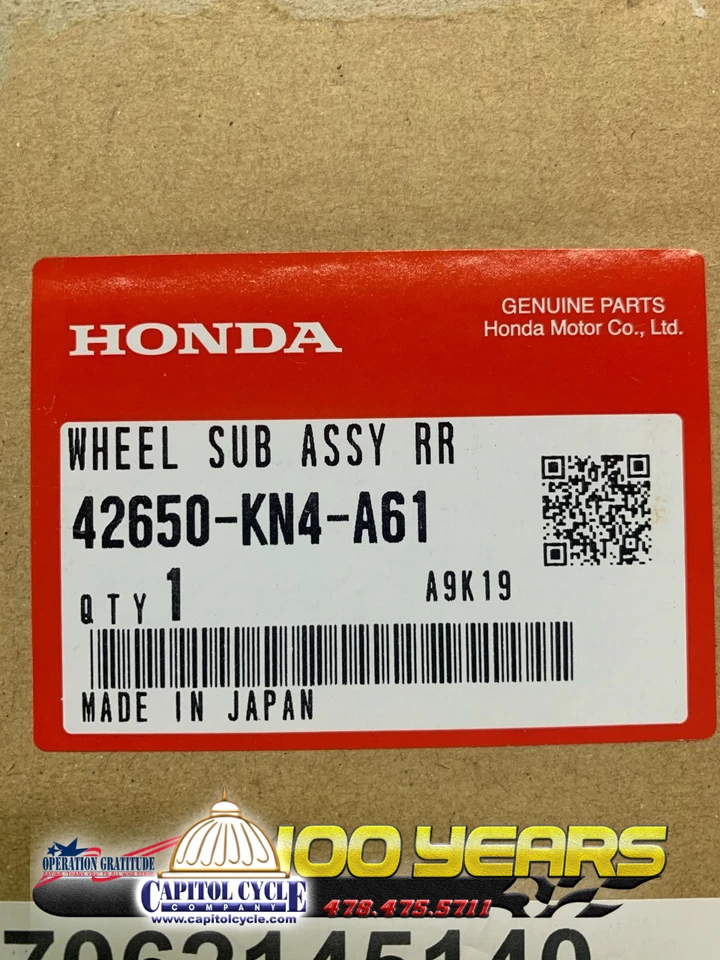 HONDA
GENUINE PARTS
Honda Motor Co., Ltd.
WHEEL SUB ASSY RR
42650-KN4-A61
QTY 1
A9K19
MADE IN JAPAN
100 YEARS
OPERATION GRATITUDE
CAPITOL CYCLE
COMPANY
478.475.5711
www.capitolcycle.com